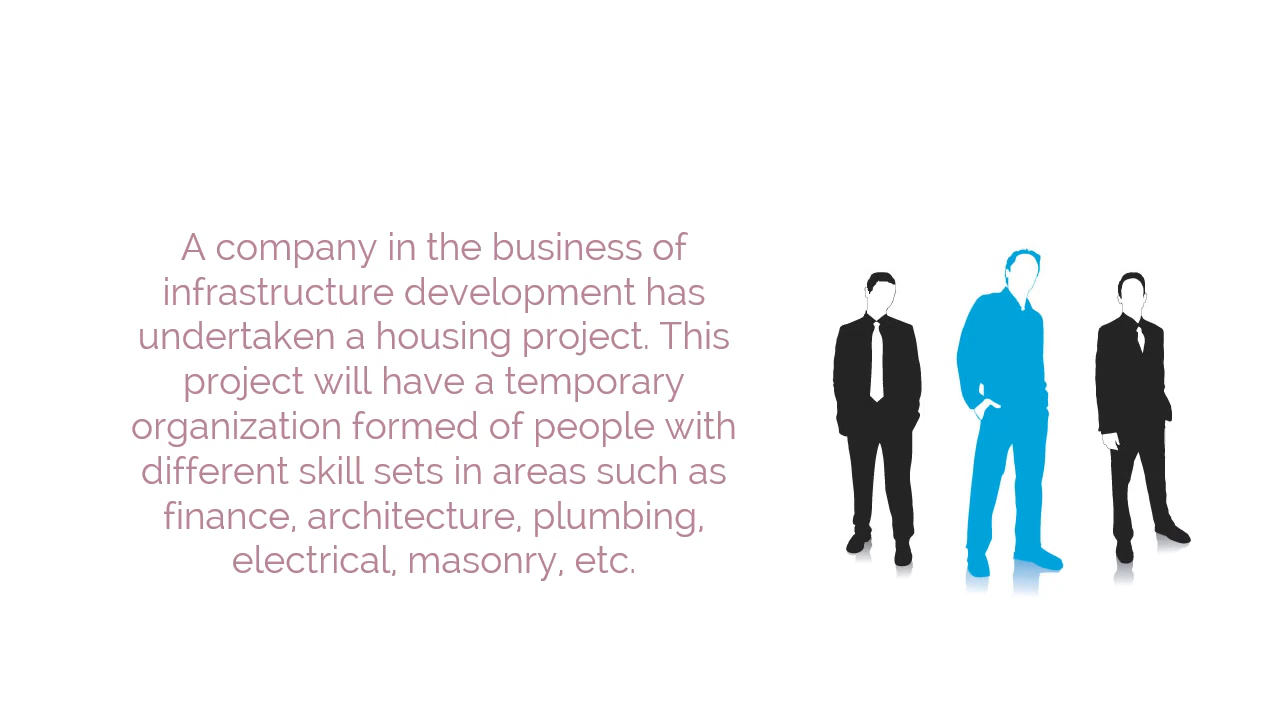 A company in the business of
infrastructure development has
undertaken a housing project. This
project will have a temporary
organization formed of people with
different skill sets in areas such as
finance, architecture, plumbing,
electrical, masonry, etc.